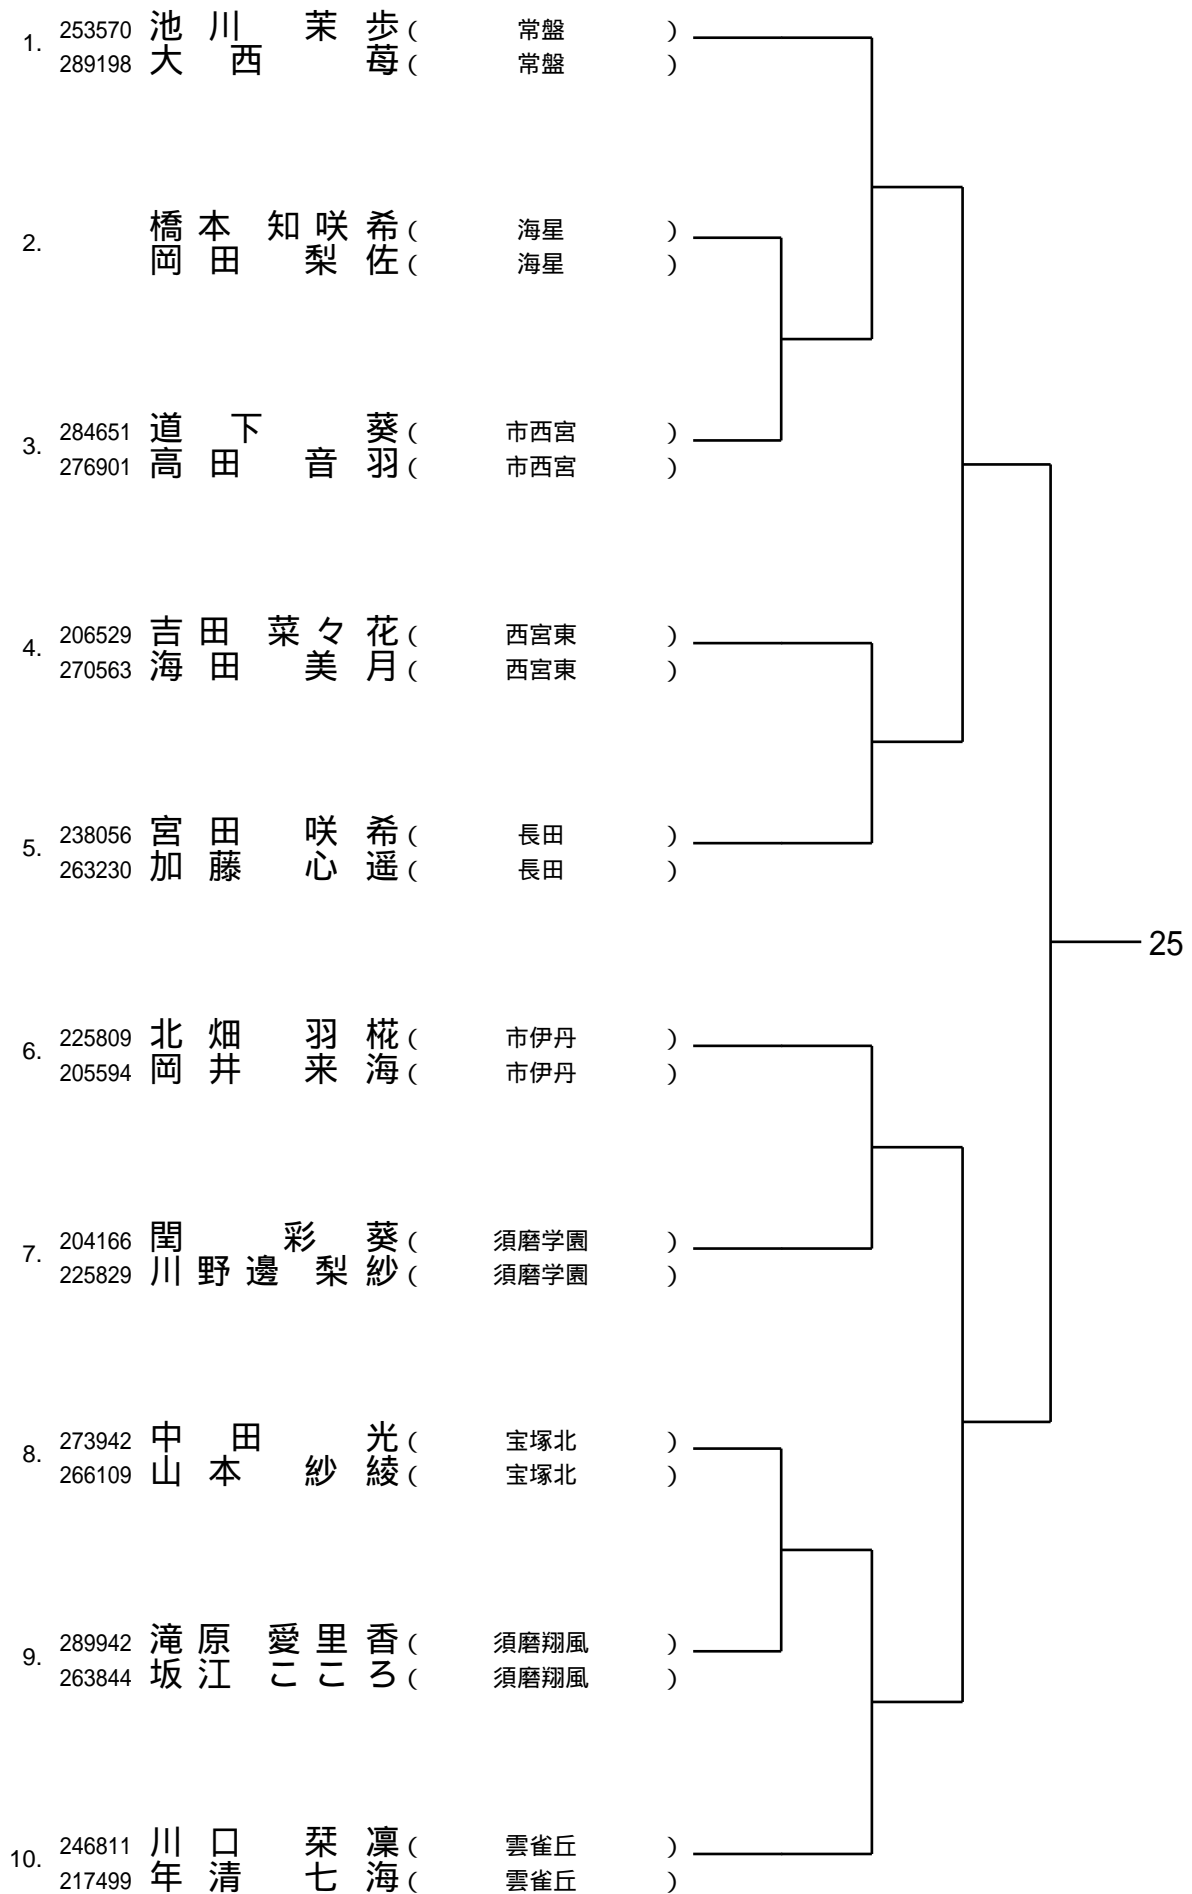 1. 253570 池川 茉歩 ( 常盤 )
289198 大西 苺 ( 常盤 )
2. 橋本 知咲希 ( 海星 )
岡田 梨佐 ( 海星 )
3. 284651 道下 葵 ( 市西宮 )
276901 高田 音羽 ( 市西宮 )
4. 206529 吉田 菜々花 ( 西宮東 )
270563 海田 美月 ( 西宮東 )
5. 238056 宮田 咲希 ( 長田 )
263230 加藤 心遥 ( 長田 )
25
6. 225809 北畑 羽椛 ( 市伊丹 )
205594 岡井 来海 ( 市伊丹 )
7. 204166 閏 彩葵 ( 須磨学園 )
225829 川野邊 梨紗 ( 須磨学園 )
8. 273942 中田 光 ( 宝塚北 )
266109 山本 紗綾 ( 宝塚北 )
9. 289942 滝原 愛里香 ( 須磨翔風 )
263844 坂江 こころ ( 須磨翔風 )
10. 246811 川口 栞凜 ( 雲雀丘 )
217499 年清 七海 ( 雲雀丘 )